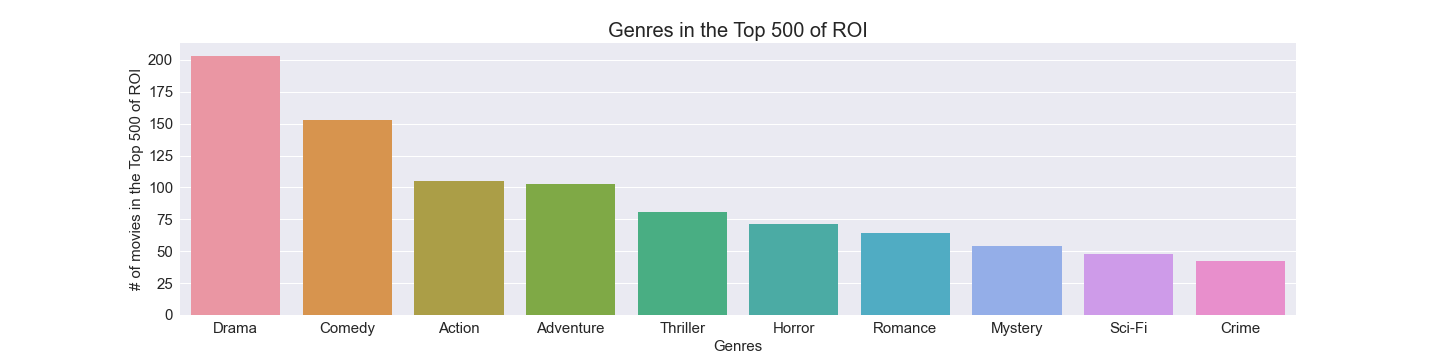 Genres in the Top 500 of ROI
# of movies in the Top 500 of ROI
200
175
150
125
100
75
50
25
0
Drama Comedy Action Adventure Thriller Horror Romance Mystery Sci-Fi Crime
Genres